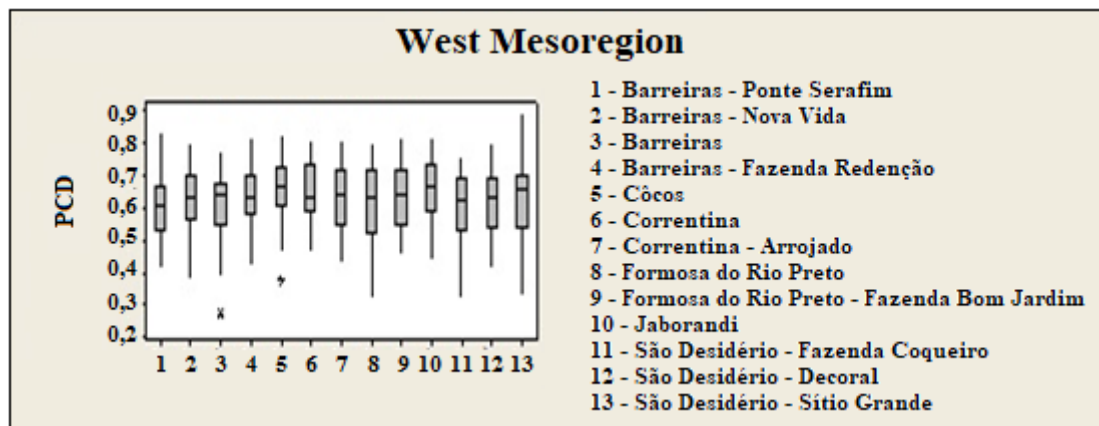 West Mesoregion
PCD
0,9
0,8
0,7
0,6
0,5
0,4
0,3
0,2
1 2 3 4 5 6 7 8 9 10 11 12 13
1 - Barreiras - Ponte Serafim
2 - Barreiras - Nova Vida
3 - Barreiras
4 - Barreiras - Fazenda Redenção
5 - Côcos
6 - Correntina
7 - Correntina - Arrojado
8 - Formosa do Rio Preto
9 - Formosa do Rio Preto - Fazenda Bom Jardim
10 - Jaborandi
11 - São Desidério - Fazenda Coqueiro
12 - São Desidério - Decoral
13 - São Desidério - Sítio Grande